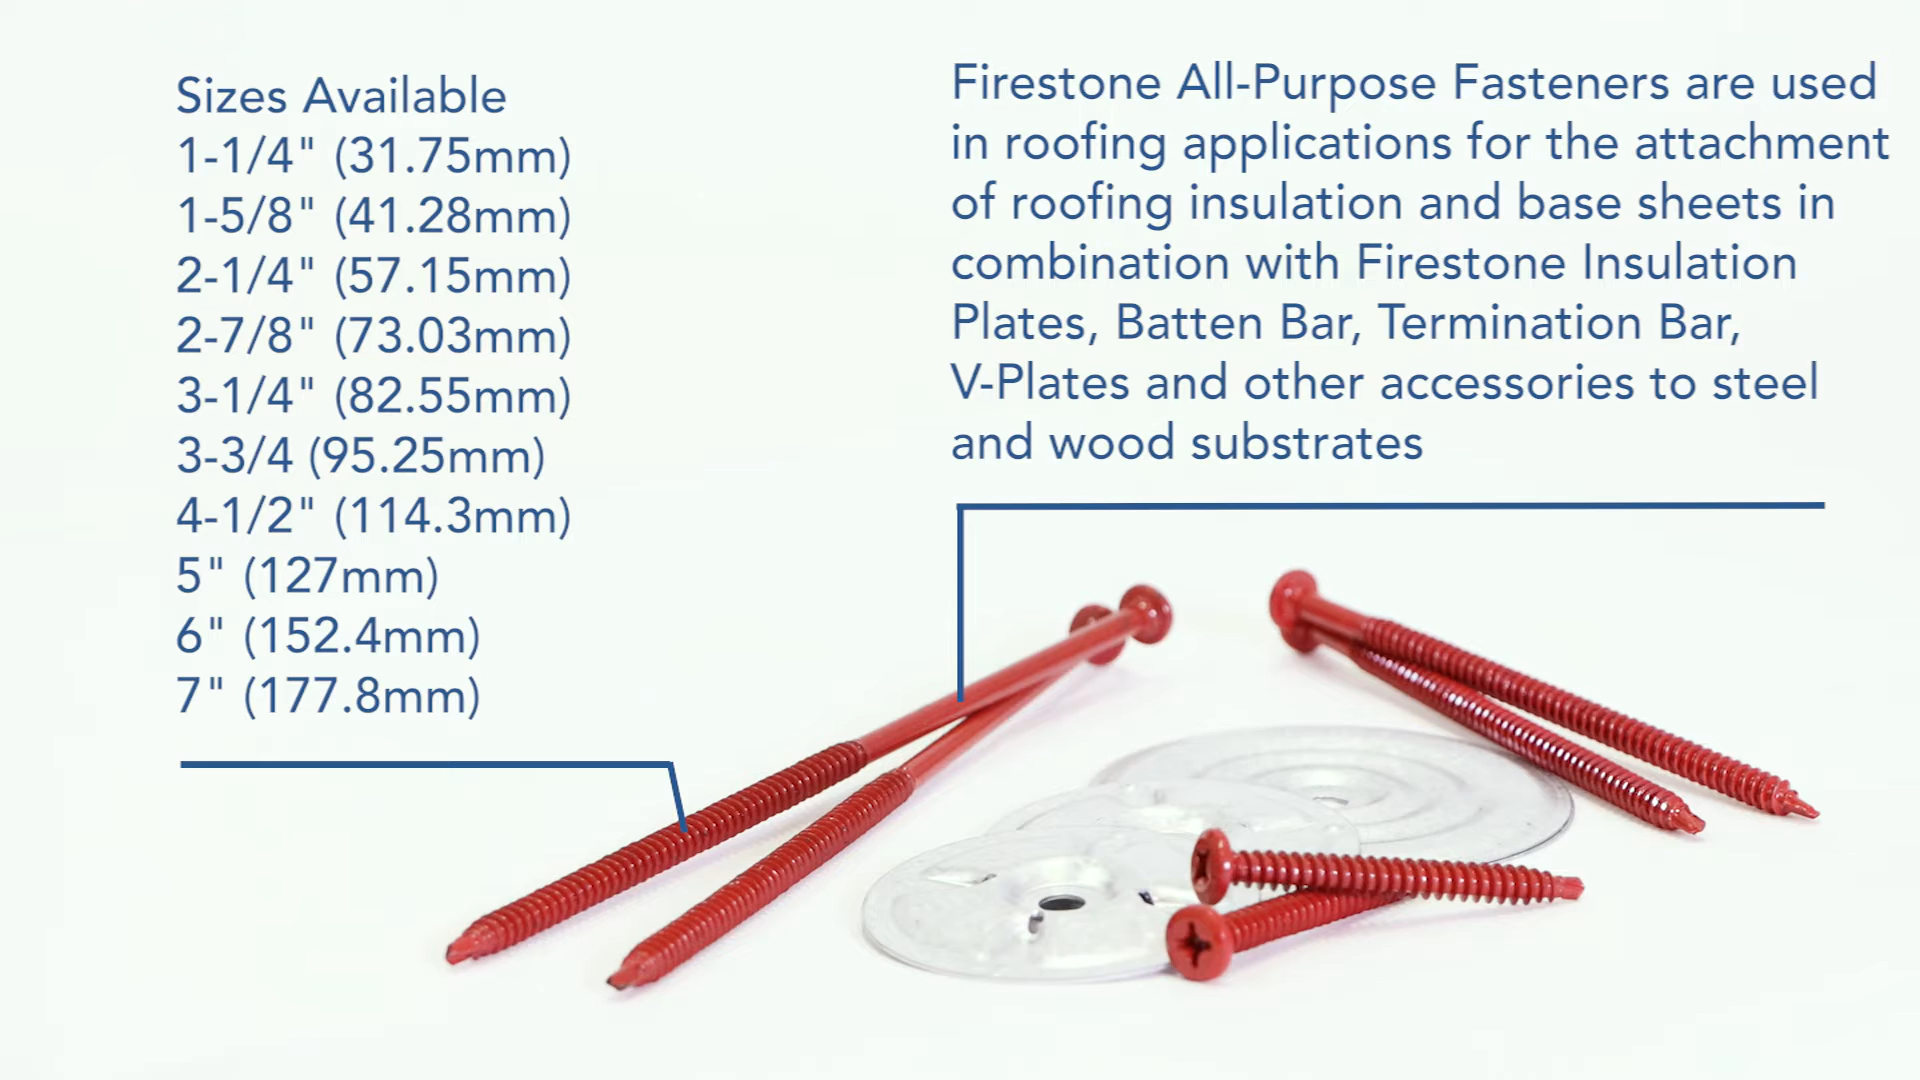 Sizes Available
1-1/4" (31.75mm)
1-5/8" (41.28mm)
2-1/4" (57.15mm)
2-7/8" (73.03mm)
3-1/4" (82.55mm)
3-3/4 (95.25mm)
4-1/2" (114.3mm)
5" (127mm)
6" (152.4mm)
7" (177.8mm)
Firestone All-Purpose Fasteners are used
in roofing applications for the attachment
of roofing insulation and base sheets in
combination with Firestone Insulation
Plates, Batten Bar, Termination Bar,
V-Plates and other accessories to steel
and wood substrates